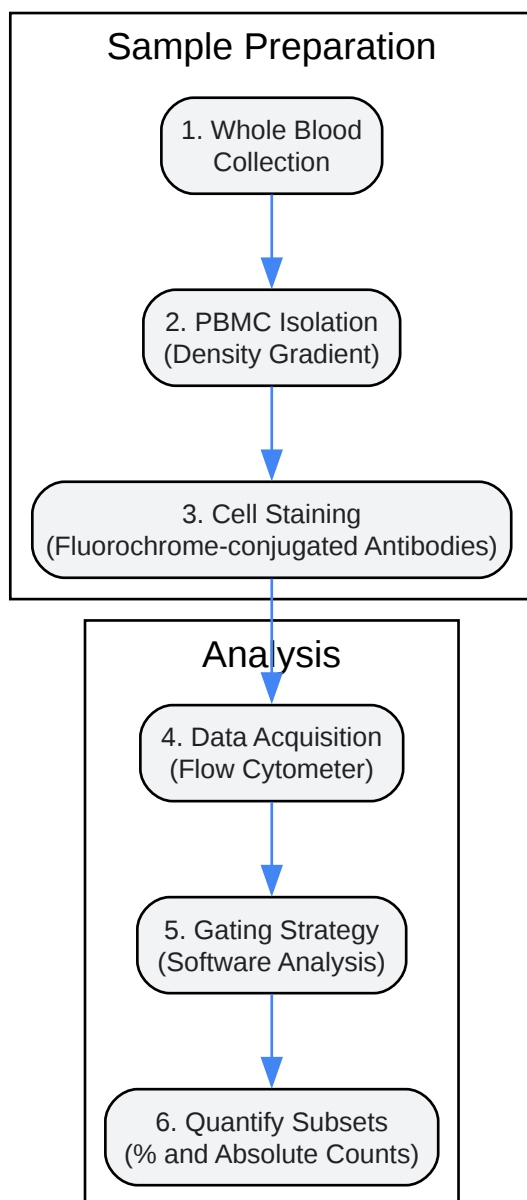 Sample Preparation
1. Whole Blood
Collection
2. PBMC Isolation
(Density Gradient)
3. Cell Staining
(Fluorochrome-conjugated Antibodies)
Analysis
4. Data Acquisition
(Flow Cytometer)
5. Gating Strategy
(Software Analysis)
6. Quantify Subsets
(% and Absolute Counts)